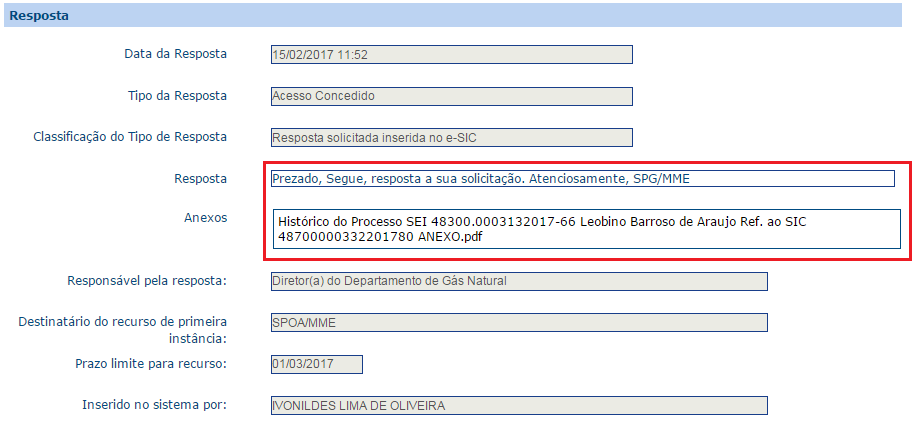 Resposta
Data da Resposta
15/02/2017 11:52
Tipo da Resposta
Acesso Concedido
Classificação do Tipo de Resposta
Resposta solicitada inserida no e-SIC
Resposta
Prezado, Segue, resposta a sua solicitação. Atenciosamente, SPG/MME
Anexos
Histórico do Processo SEI 48300.0003132017-66 Leobino Barroso de Araujo Ref. ao SIC
48700000332201780 ANEXO.pdf
Responsável pela resposta:
Diretor(a) do Departamento de Gás Natural
Destinatário do recurso de primeira
instância:
SPOA/MME
Prazo limite para recurso:
01/03/2017
Inserido no sistema por:
IVONILDES LIMA DE OLIVEIRA